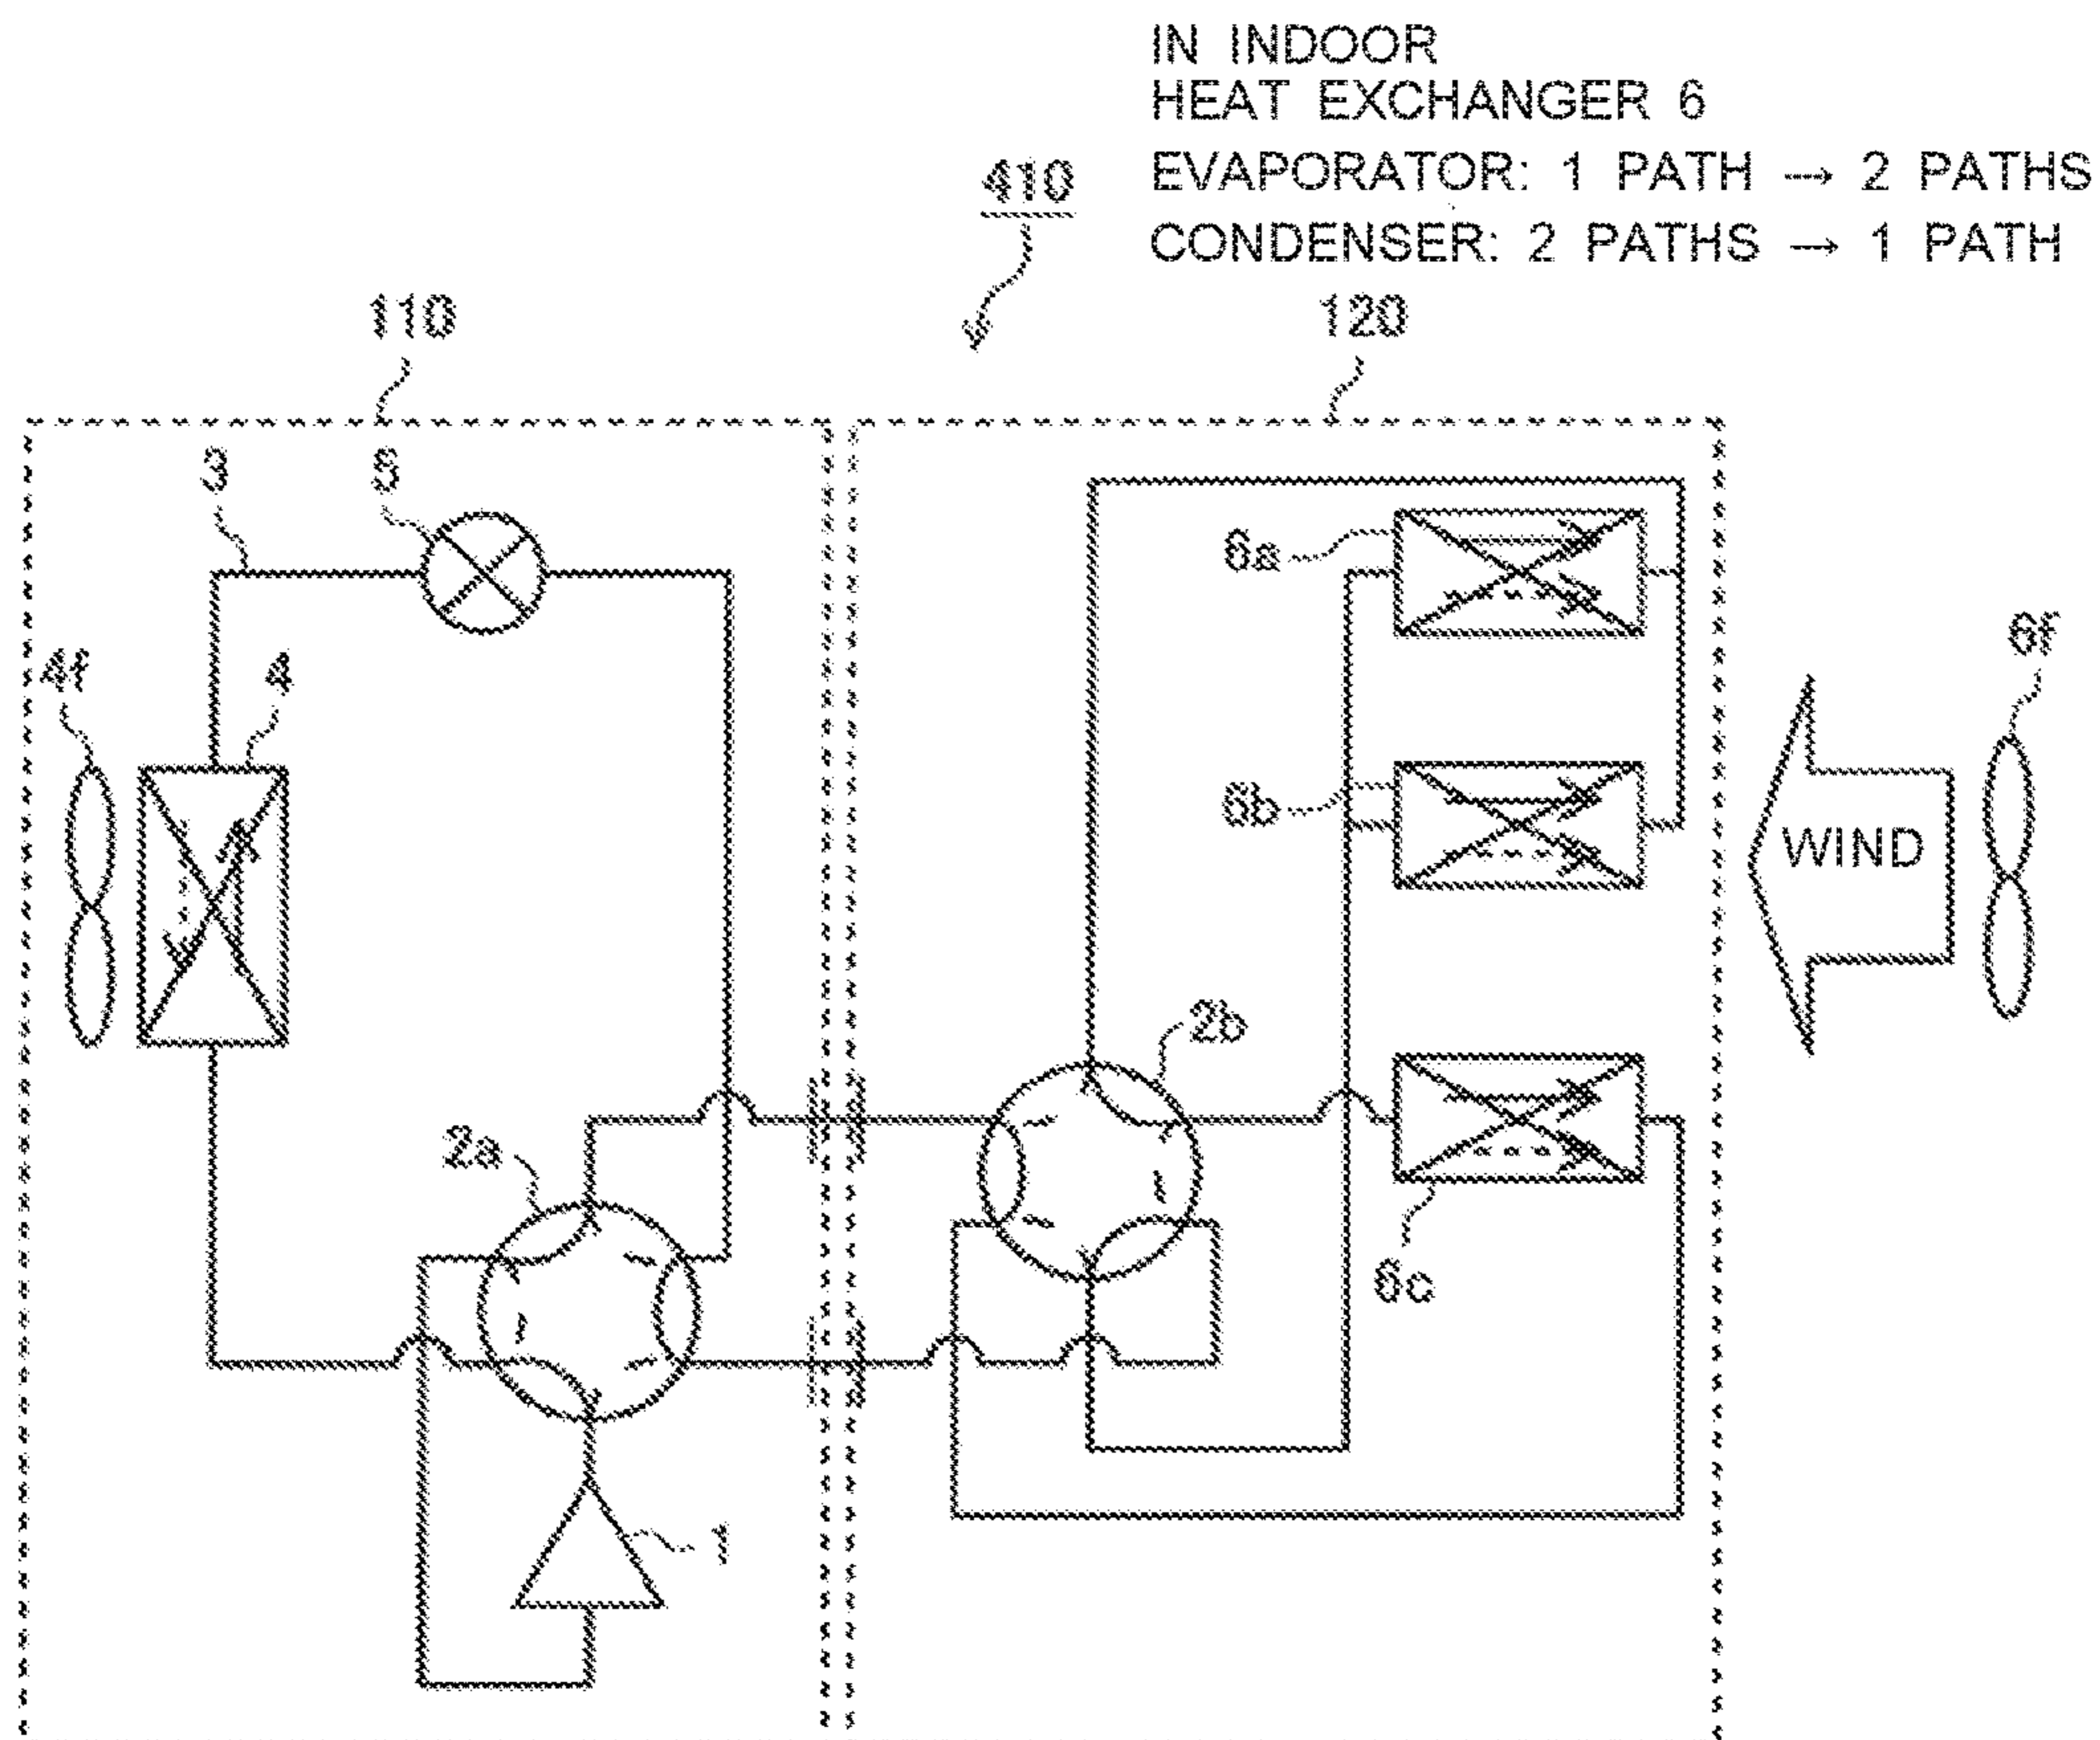 IN INDOOR
HEAT EXCHANGER 6
EVAPORATOR: 1 PATH → 2 PATHS
CONDENSER: 2 PATHS → 1 PATH
410
110
120
3
5
6a
6f
4f
4
6b
WIND
2b
2a
6c
1